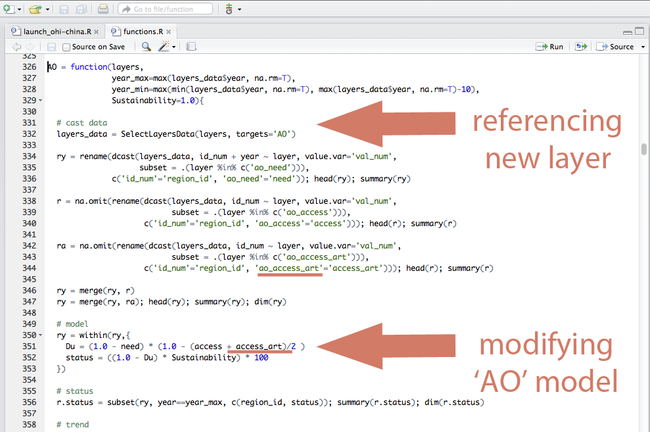 Go to file/function
launch_ohi-china.R
functions.R
Source on Save
Run
Source
325
326 AO = function(layers,
327 year_max=max(layers_data$year, na.rm=T),
328 year_min=max(min(layers_data$year, na.rm=T), max(layers_data$year, na.rm=T)-10),
329 Sustainability=1.0){
330
331 # cast data
332 layers_data = SelectLayersData(layers, targets='AO')
333
334 ry = rename(dcast(layers_data, id_num + year ~ layer, value.var='val_num',
335 subset = .(layer %in% c('ao_need'))),
336 c('id_num'='region_id', 'ao_need'='need')); head(ry); summary(ry)
337
338 r = na.omit(rename(dcast(layers_data, id_num ~ layer, value.var='val_num',
339 subset = .(layer %in% c('ao_access'))),
340 c('id_num'='region_id', 'ao_access'='access'))); head(r); summary(r)
341
342 ra = na.omit(rename(dcast(layers_data, id_num ~ layer, value.var='val_num',
343 subset = .(layer %in% c('ao_access_art'))),
344 c('id_num'='region_id', 'ao_access_art'='access_art'))); head(r); summary(r)
345
346 ry = merge(ry, r)
347 ry = merge(ry, ra); head(ry); summary(ry); dim(ry)
348
349 # model
350 ry = within(ry,{
351 Du = (1.0 - need) * (1.0 - (access + access_art)/2 )
352 status = ((1.0 - Du) * Sustainability) * 100
353 })
354
355 # status
356 r.status = subset(ry, year==year_max, c(region_id, status)); summary(r.status); dim(r.status)
357
358 # trend
referencing
new layer
modifying
'AO' model